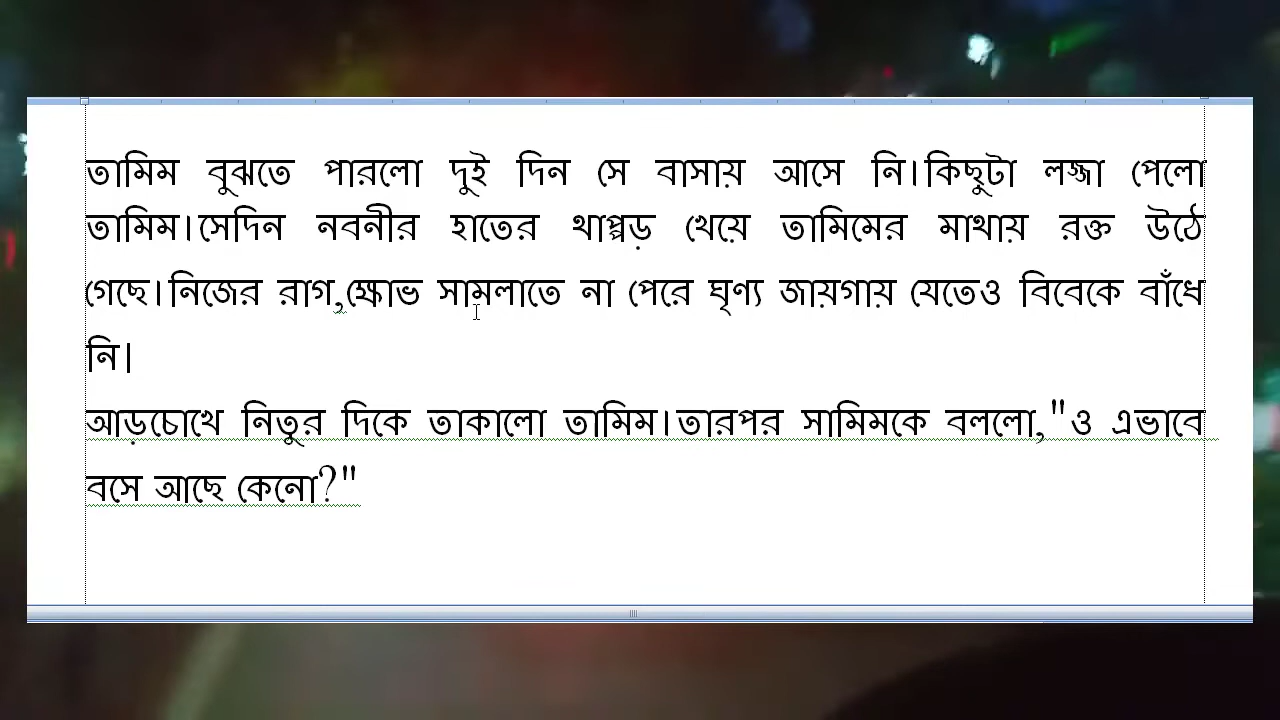 তামিম বুঝতে পারলো দুই দিন সে বাসায় আসে নি।কিছুটা লজ্জা পেলো
তামিম।সেদিন নবনীর হাতের থাপ্পড় খেয়ে তামিমের মাথায় রক্ত উঠে
গেছে।নিজের রাগ,ক্ষোভ সামলাতে না পেরে ঘৃণ্য জায়গায় যেতেও বিবেকে বাঁধে
নি।
আড়চোখে নিতুর দিকে তাকালো তামিম।তারপর সামিমকে বললো,"ও এভাবে
বসে আছে কেনো?"